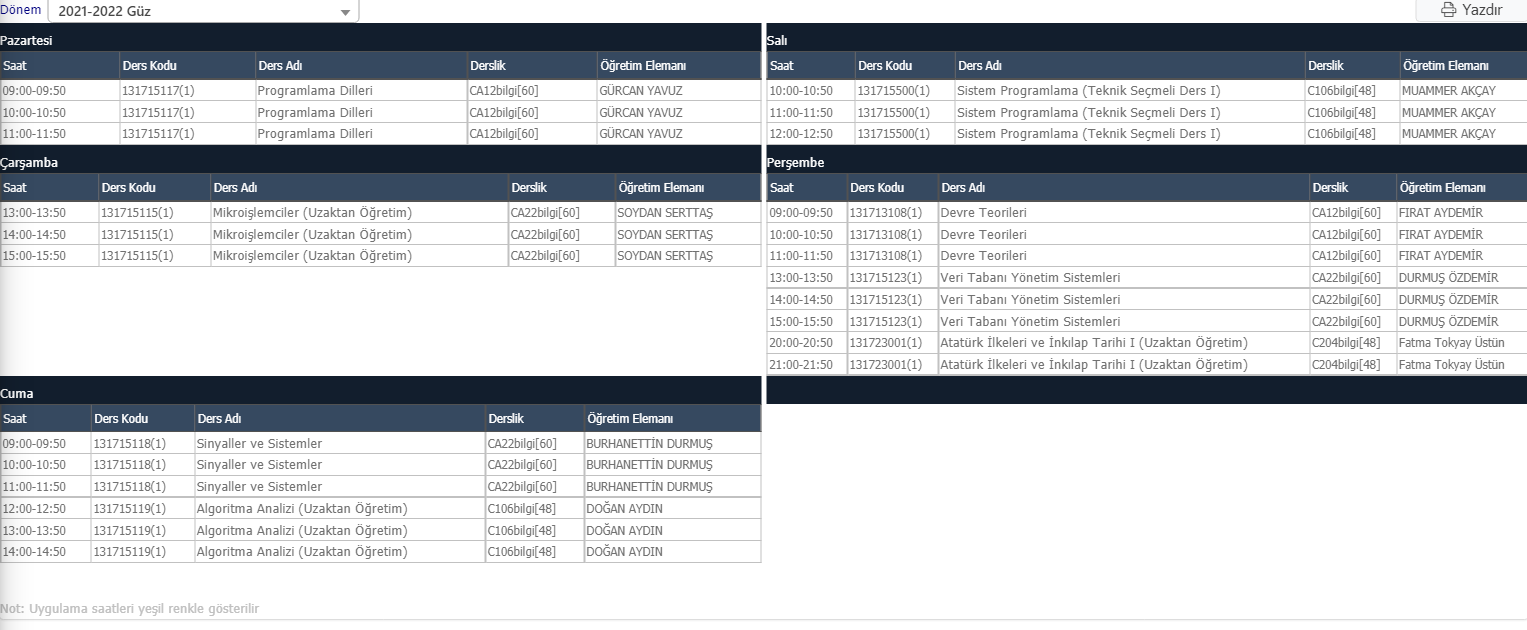 Dönem 2021-2022 Güz Yazdır
Pazartesi
Saat Ders Kodu Ders Adı Derslik Öğretim Elemanı
09:00-09:50 131715117(1) Programlama Dilleri CA12bilgi[60] GÜRCAN YAVUZ
10:00-10:50 131715117(1) Programlama Dilleri CA12bilgi[60] GÜRCAN YAVUZ
11:00-11:50 131715117(1) Programlama Dilleri CA12bilgi[60] GÜRCAN YAVUZ
Salı
Saat Ders Kodu Ders Adı Derslik Öğretim Elemanı
10:00-10:50 131715500(1) Sistem Programlama (Teknik Seçmeli Ders I) C106bilgi[48] MUAMMER AKÇAY
11:00-11:50 131715500(1) Sistem Programlama (Teknik Seçmeli Ders I) C106bilgi[48] MUAMMER AKÇAY
12:00-12:50 131715500(1) Sistem Programlama (Teknik Seçmeli Ders I) C106bilgi[48] MUAMMER AKÇAY
Çarşamba
Saat Ders Kodu Ders Adı Derslik Öğretim Elemanı
13:00-13:50 131715115(1) Mikroişlemciler (Uzaktan Öğretim) CA22bilgi[60] SOYDAN SERTTAŞ
14:00-14:50 131715115(1) Mikroişlemciler (Uzaktan Öğretim) CA22bilgi[60] SOYDAN SERTTAŞ
15:00-15:50 131715115(1) Mikroişlemciler (Uzaktan Öğretim) CA22bilgi[60] SOYDAN SERTTAŞ
Perşembe
Saat Ders Kodu Ders Adı Derslik Öğretim Elemanı
09:00-09:50 131713108(1) Devre Teorileri CA12bilgi[60] FIRAT AYDEMİR
10:00-10:50 131713108(1) Devre Teorileri CA12bilgi[60] FIRAT AYDEMİR
11:00-11:50 131713108(1) Devre Teorileri CA12bilgi[60] FIRAT AYDEMİR
13:00-13:50 131715123(1) Veri Tabanı Yönetim Sistemleri CA22bilgi[60] DURMUŞ ÖZDEMİR
14:00-14:50 131715123(1) Veri Tabanı Yönetim Sistemleri CA22bilgi[60] DURMUŞ ÖZDEMİR
15:00-15:50 131715123(1) Veri Tabanı Yönetim Sistemleri CA22bilgi[60] DURMUŞ ÖZDEMİR
20:00-20:50 131723001(1) Atatürk İlkeleri ve İnkılap Tarihi I (Uzaktan Öğretim) C204bilgi[48] Fatma Tokyay Üstün
21:00-21:50 131723001(1) Atatürk İlkeleri ve İnkılap Tarihi I (Uzaktan Öğretim) C204bilgi[48] Fatma Tokyay Üstün
Cuma
Saat Ders Kodu Ders Adı Derslik Öğretim Elemanı
09:00-09:50 131715118(1) Sinyaller ve Sistemler CA22bilgi[60] BURHANETTİN DURMUŞ
10:00-10:50 131715118(1) Sinyaller ve Sistemler CA22bilgi[60] BURHANETTİN DURMUŞ
11:00-11:50 131715118(1) Sinyaller ve Sistemler CA22bilgi[60] BURHANETTİN DURMUŞ
12:00-12:50 131715119(1) Algoritma Analizi (Uzaktan Öğretim) C106bilgi[48] DOĞAN AYDIN
13:00-13:50 131715119(1) Algoritma Analizi (Uzaktan Öğretim) C106bilgi[48] DOĞAN AYDIN
14:00-14:50 131715119(1) Algoritma Analizi (Uzaktan Öğretim) C106bilgi[48] DOĞAN AYDIN
Not: Uygulama saatleri yeşil renkle gösterilir